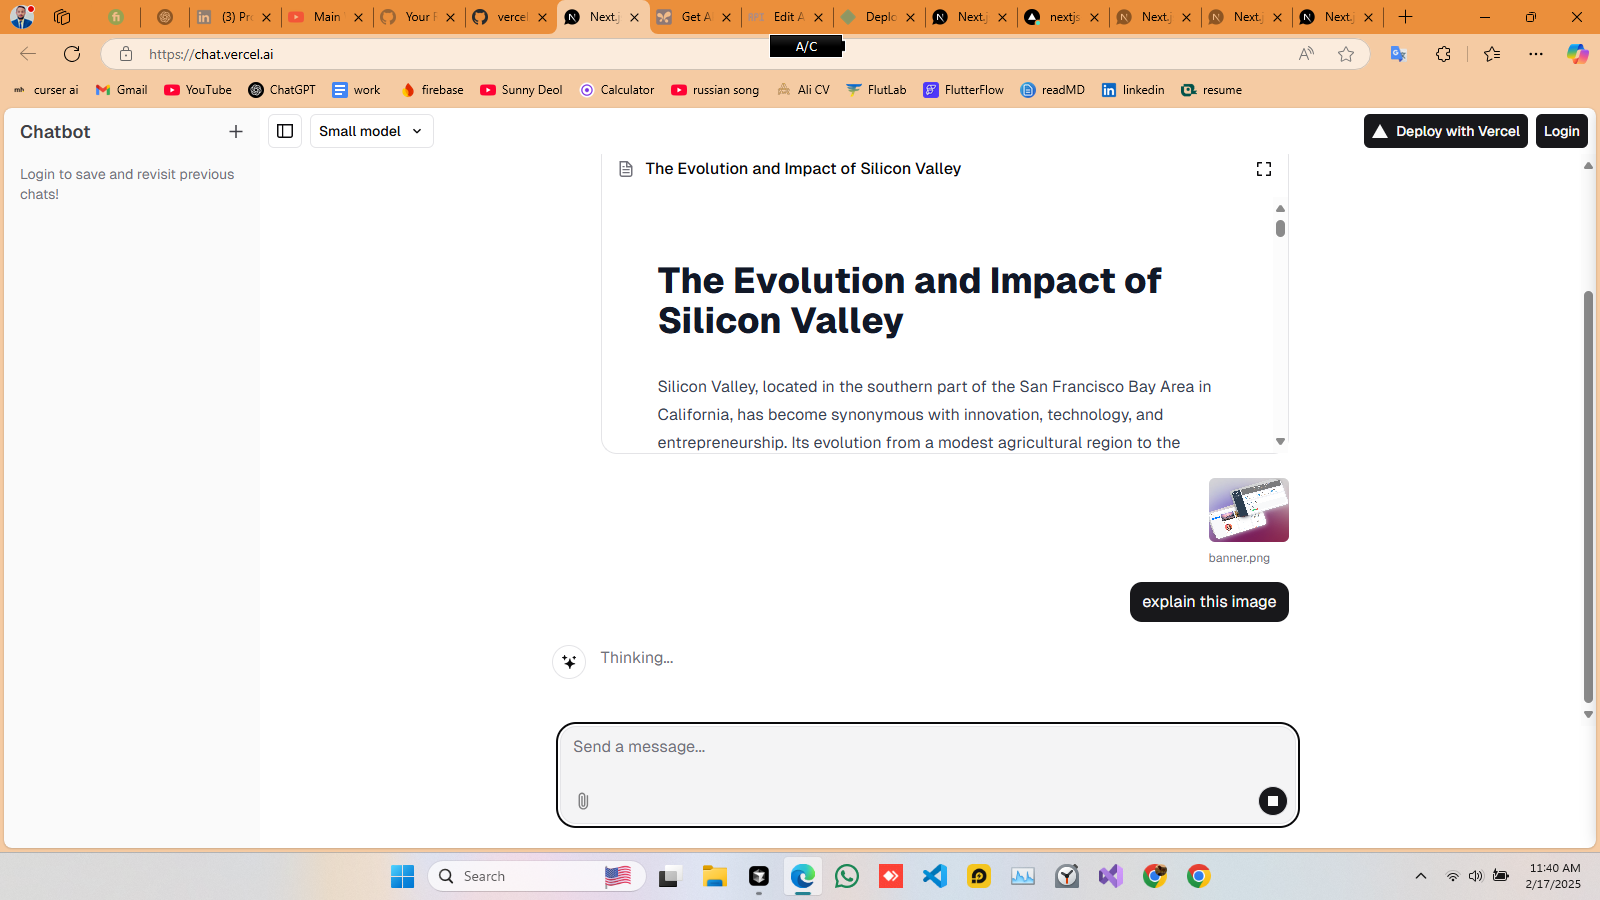 (3) Pr
Main
Your F
vercel
Next.j
Get A
Edit A
Deplo
Next.j
nextjs
Next.j
Next.j
Next.j
A/C
https://chat.vercel.ai
curser ai
Gmail
YouTube
ChatGPT
work
firebase
Sunny Deol
Calculator
russian song
Ali CV
FlutLab
FlutterFlow
readMD
linkedin
resume
Chatbot
Small model
Deploy with Vercel
Login
Login to save and revisit previous
chats!
The Evolution and Impact of Silicon Valley
The Evolution and Impact of
Silicon Valley
Silicon Valley, located in the southern part of the San Francisco Bay Area in
California, has become synonymous with innovation, technology, and
entrepreneurship. Its evolution from a modest agricultural region to the
banner.png
explain this image
Thinking...
Send a message...
Search
11:40 AM
2/17/2025